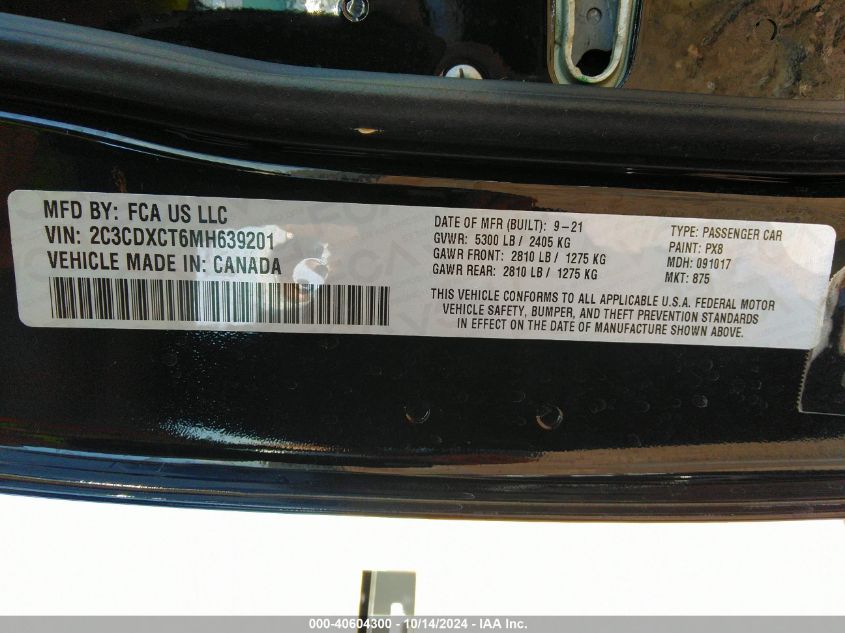 MFD BY: FCA US LLC
VIN: 2C3CDXCT6MH639201
VEHICLE MADE IN: CANADA
DATE OF MFR (BUILT): 9-21
GVWR: 5300 LB / 2405 KG
GAWR FRONT: 2810 LB / 1275 KG
GAWR REAR: 2810 LB / 1275 KG
TYPE: PASSENGER CAR
PAINT: PX8
MDH: 091017
MKT: 875
THIS VEHICLE CONFORMS TO ALL APPLICABLE U.S.A. FEDERAL MOTOR
VEHICLE SAFETY, BUMPER, AND THEFT PREVENTION STANDARDS
IN EFFECT ON THE DATE OF MANUFACTURE SHOWN ABOVE.
000-40604300 - 10/14/2024 - IAA Inc.